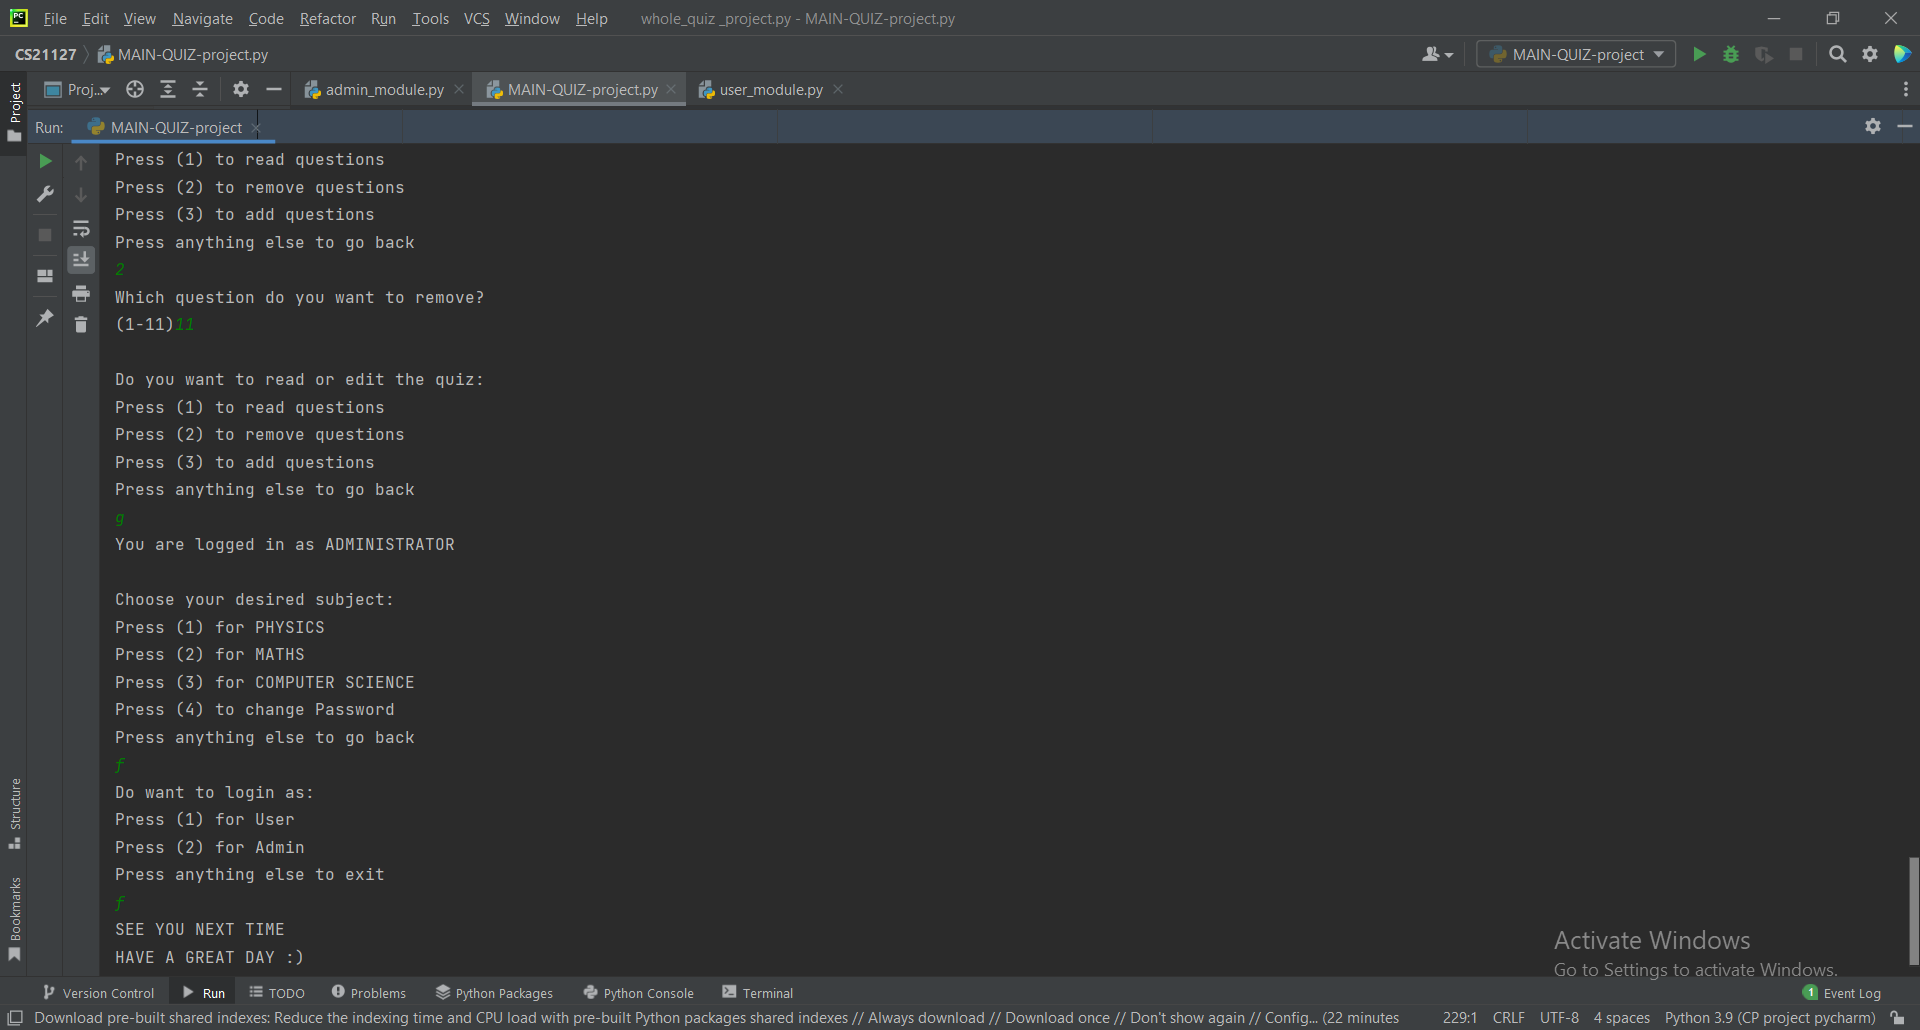 File Edit View Navigate Code Refactor Run Tools VCS Window Help whole_quiz _project.py - MAIN-QUIZ-project.py
CS21127 MAIN-QUIZ-project.py MAIN-QUIZ-project
Project Proj... admin_module.py MAIN-QUIZ-project.py user_module.py
Run: MAIN-QUIZ-project
Press (1) to read questions
Press (2) to remove questions
Press (3) to add questions
Press anything else to go back
2
Which question do you want to remove?
(1-11)11
Do you want to read or edit the quiz:
Press (1) to read questions
Press (2) to remove questions
Press (3) to add questions
Press anything else to go back
g
You are logged in as ADMINISTRATOR
Choose your desired subject:
Press (1) for PHYSICS
Press (2) for MATHS
Press (3) for COMPUTER SCIENCE
Press (4) to change Password
Press anything else to go back
f
Do want to login as:
Press (1) for User
Press (2) for Admin
Press anything else to exit
f
SEE YOU NEXT TIME
HAVE A GREAT DAY :)
Structure
Bookmarks
Activate Windows
Go to Settings to activate Windows.
Version Control Run TODO Problems Python Packages Python Console Terminal 1 Event Log
Download pre-built shared indexes: Reduce the indexing time and CPU load with pre-built Python packages shared indexes // Always download // Download once // Don't show again // Config... (22 minutes 229:1 CRLF UTF-8 4 spaces Python 3.9 (CP project pycharm)